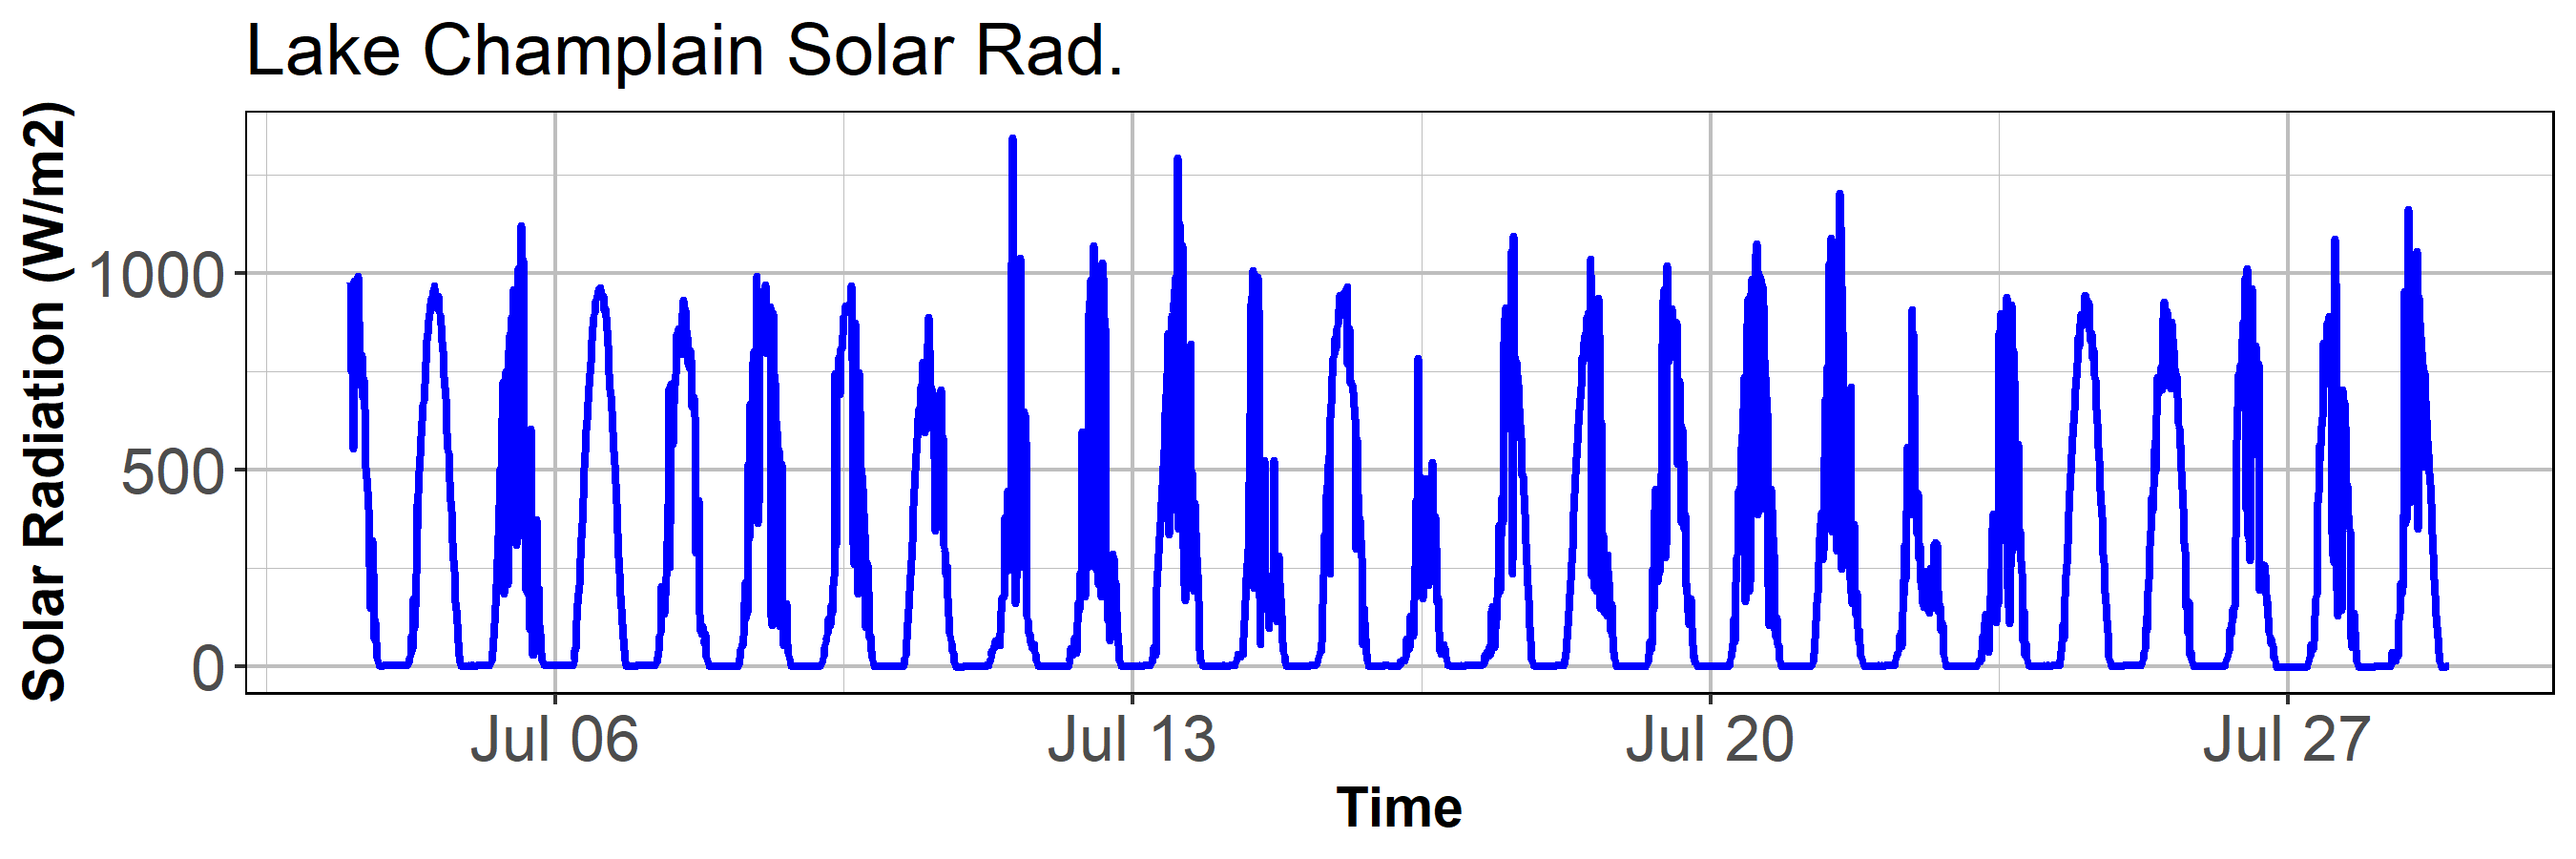 Lake Champlain Solar Rad.
Solar Radiation (W/m2)
1000
500
0
Jul 06 Jul 13 Jul 20 Jul 27
Time